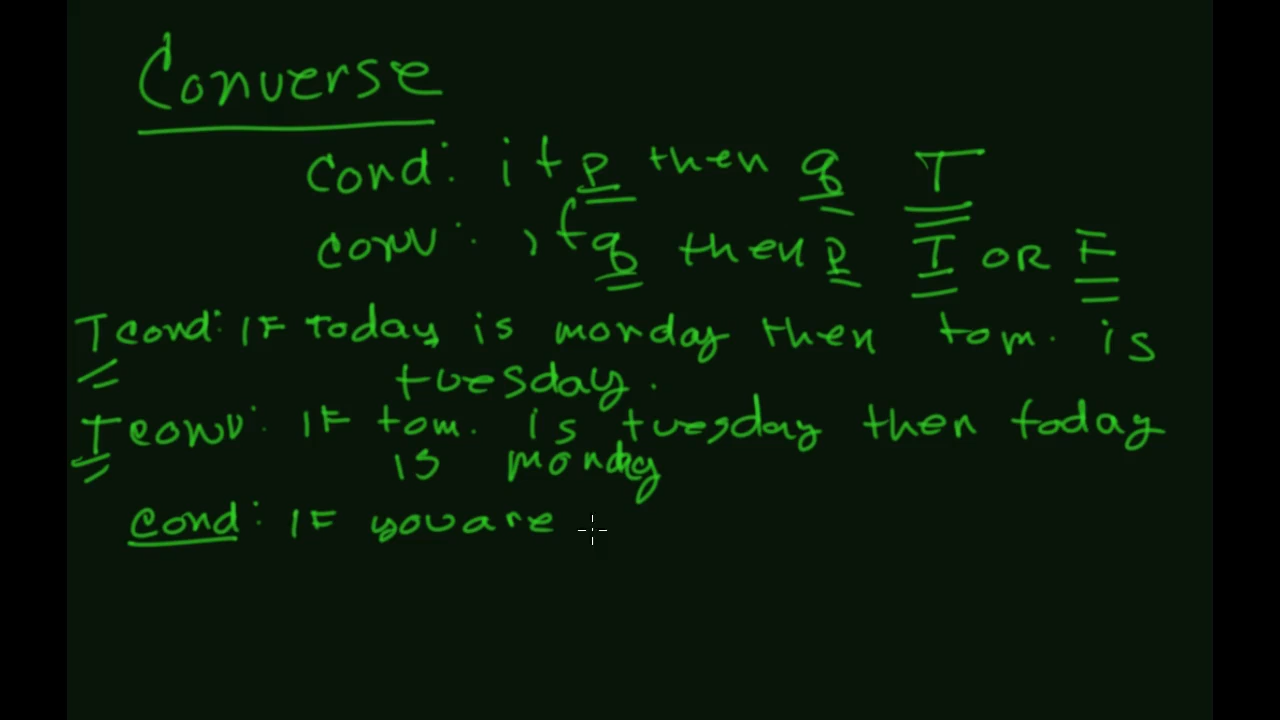 Converse
cond: if p then q T
conv: if q then p T OR F
T cond: IF Today is monday then tom. is
tuesday.
T conv: IF tom. is tuesday then today
is monday
cond: IF you are